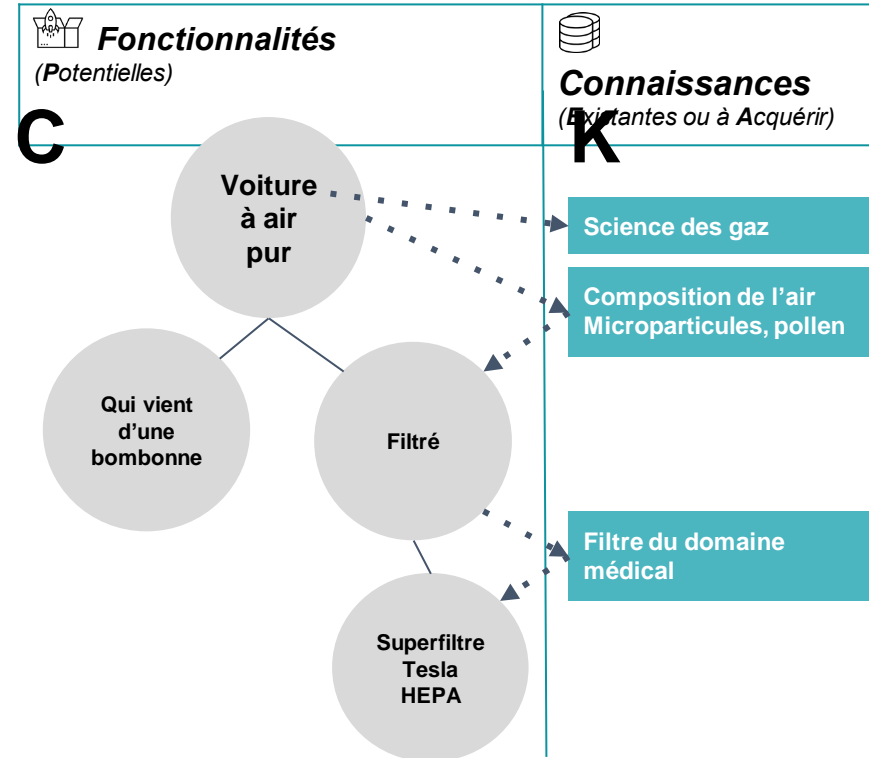 Fonctionnalités
(Potentielles)
C
Connaissances
(Existantes ou à Acquérir)
K
Voiture
à air
pur
Science des gaz
Composition de l’air
Microparticules, pollen
Qui vient
d’une
bombonne
Filtré
Filtre du domaine
médical
Superfiltre
Tesla
HEPA